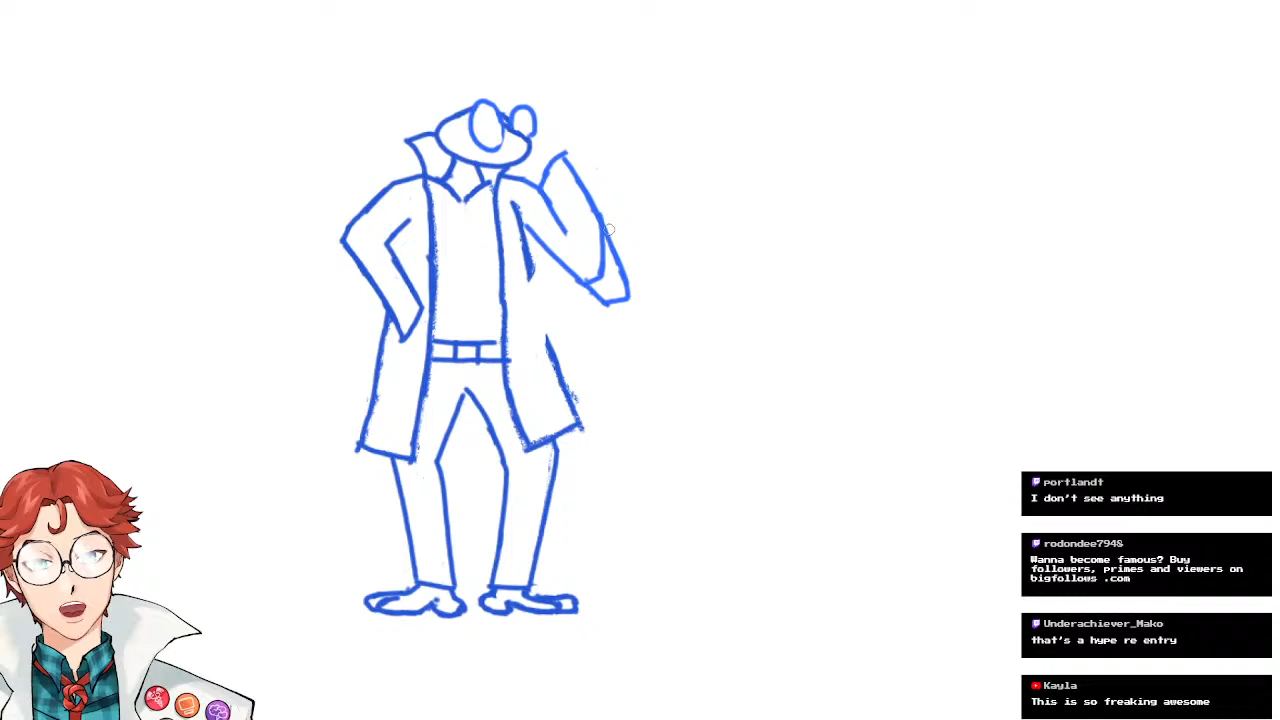 portlandt
I don't see anything
rodondee7948
Wanna become famous? Buy
followers, primes and viewers on
bigfollows .com
Underachiever_Mako
that's a hype re entry
Kayla
This is so freaking awesome